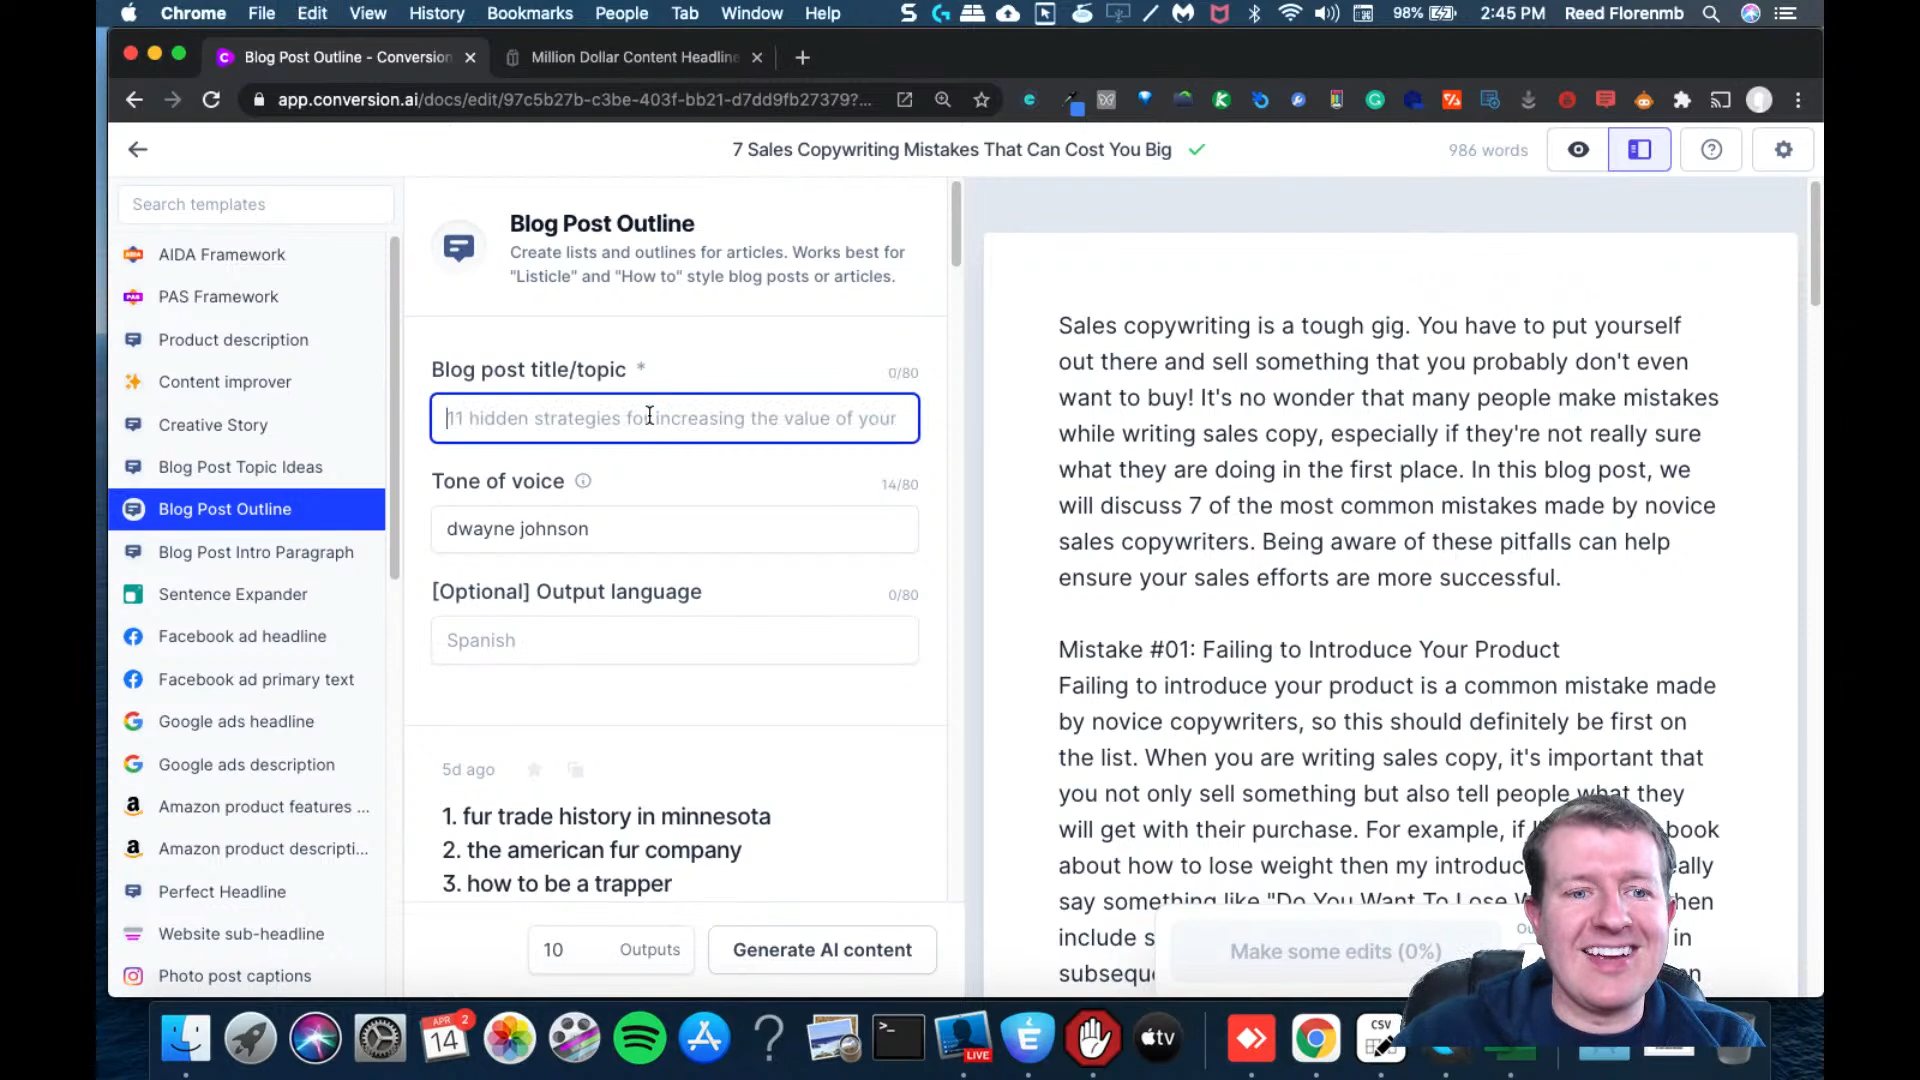 Chrome File Edit View History Bookmarks People Tab Window Help 98% 2:45 PM Reed Florenmb
Blog Post Outline - Conversion
Million Dollar Content Headline
app.conversion.ai/docs/edit/97c5b27b-c3be-403f-bb21-d7dd9fb27379?...
7 Sales Copywriting Mistakes That Can Cost You Big
986 words
Search templates
AIDA Framework
PAS Framework
Product description
Content improver
Creative Story
Blog Post Topic Ideas
Blog Post Outline
Blog Post Intro Paragraph
Sentence Expander
Facebook ad headline
Facebook ad primary text
Google ads headline
Google ads description
Amazon product features ...
Amazon product descripti...
Perfect Headline
Website sub-headline
Photo post captions
Blog Post Outline
Create lists and outlines for articles. Works best for
"Listicle" and "How to" style blog posts or articles.
Blog post title/topic *
0/80
11 hidden strategies for increasing the value of your
Tone of voice
14/80
dwayne johnson
[Optional] Output language
0/80
Spanish
5d ago
1. fur trade history in minnesota
2. the american fur company
3. how to be a trapper
10 Outputs
Generate AI content
Sales copywriting is a tough gig. You have to put yourself
out there and sell something that you probably don't even
want to buy! It's no wonder that many people make mistakes
while writing sales copy, especially if they're not really sure
what they are doing in the first place. In this blog post, we
will discuss 7 of the most common mistakes made by novice
sales copywriters. Being aware of these pitfalls can help
ensure your sales efforts are more successful.
Mistake #01: Failing to Introduce Your Product
Failing to introduce your product is a common mistake made
by novice copywriters, so this should definitely be first on
the list. When you are writing sales copy, it's important that
you not only sell something but also tell people what they
will get with their purchase. For example, if book
about how to lose weight then my
say something like "Do You Want To Lose
include in
Make some edits (0%)
APR
14
2
LIVE
tv
CSV